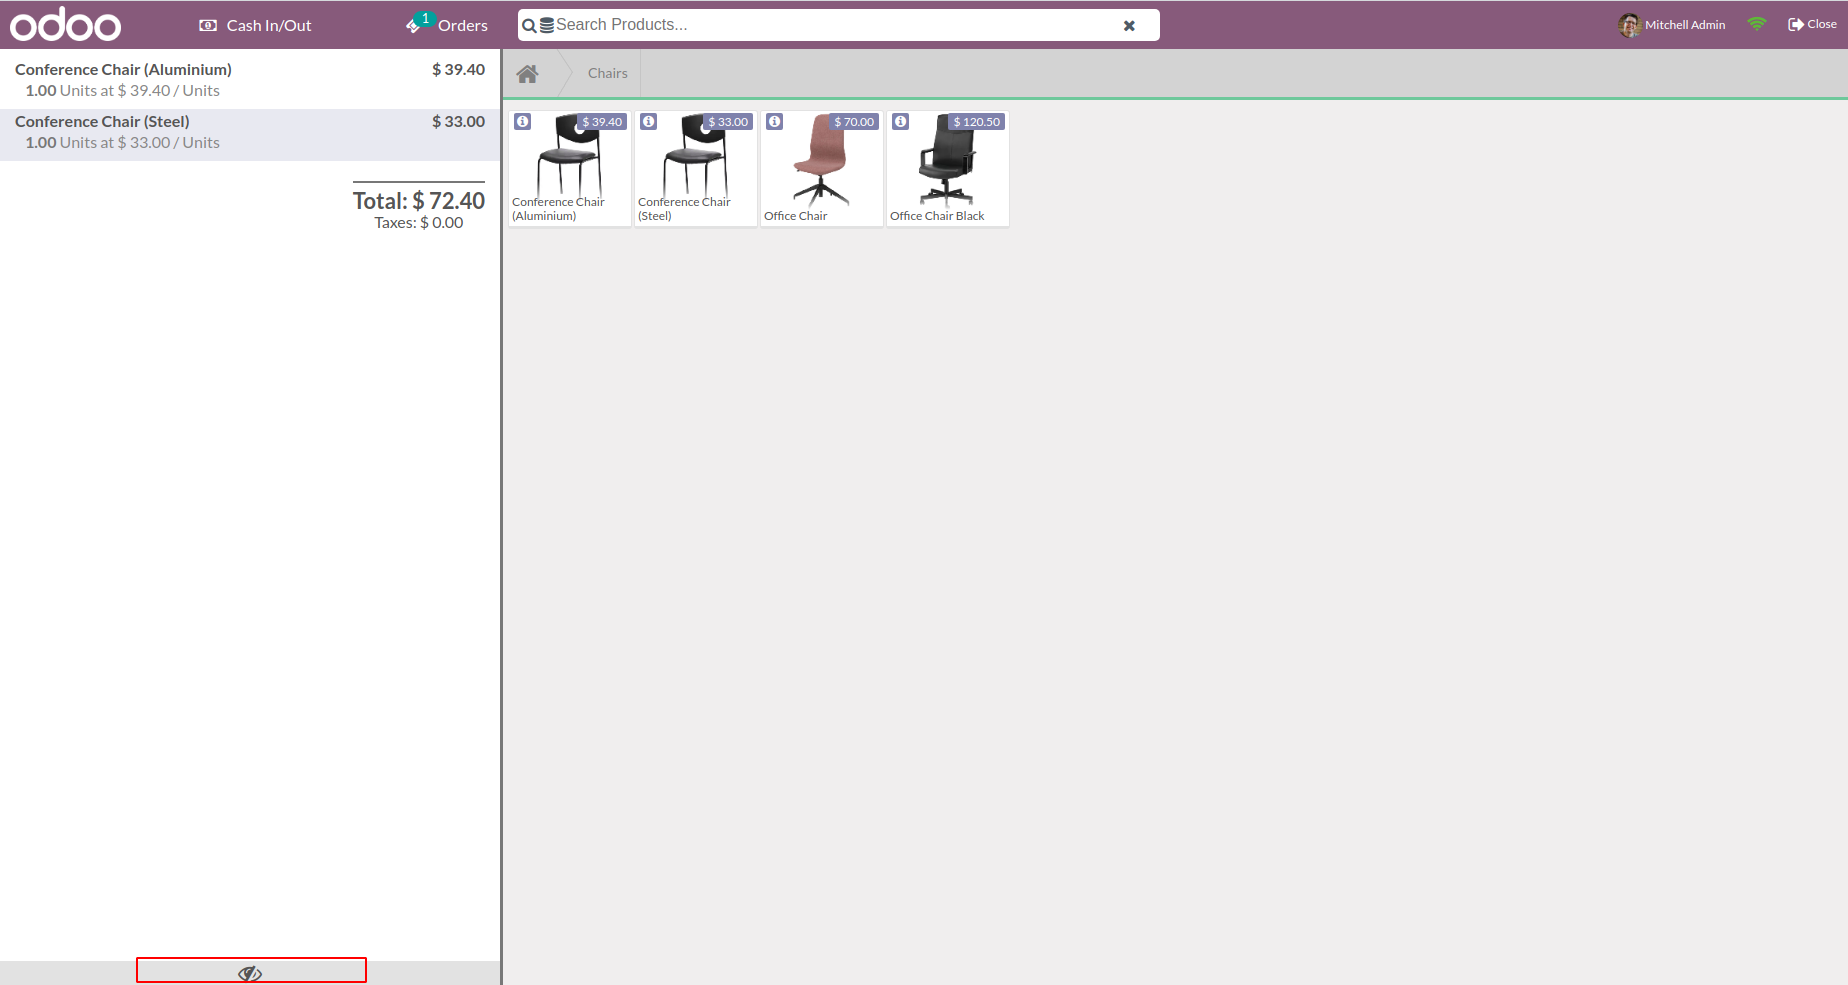 odoo
Cash In/Out
1
Orders
Search Products...
Mitchell Admin
Close
Conference Chair (Aluminium) $ 39.40
1.00 Units at $ 39.40 / Units
Conference Chair (Steel) $ 33.00
1.00 Units at $ 33.00 / Units
Total: $ 72.40
Taxes: $ 0.00
Chairs
$ 39.40
Conference Chair
(Aluminium)
$ 33.00
Conference Chair
(Steel)
$ 70.00
Office Chair
$ 120.50
Office Chair Black